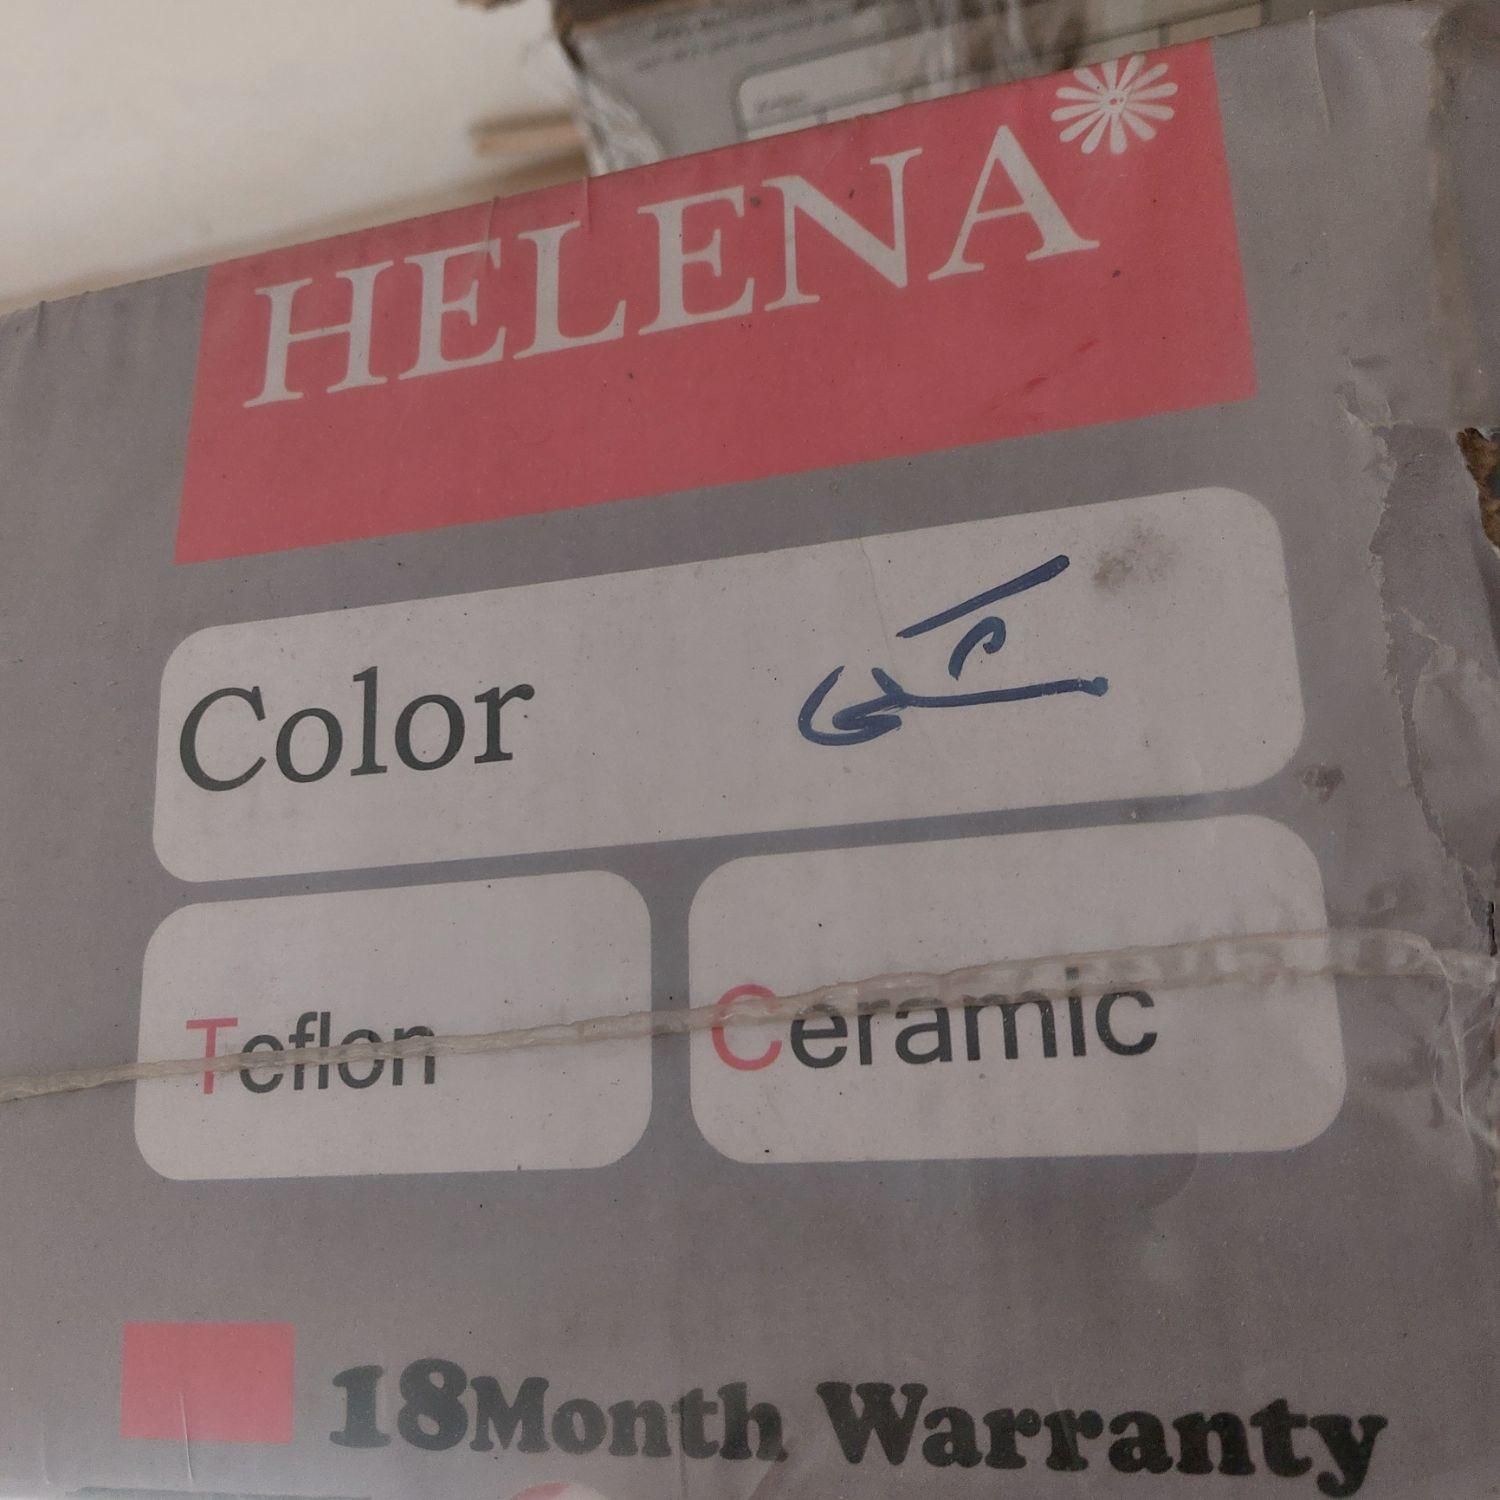 HELENA
Color مشکی
Teflon Ceramic
18Month Warranty